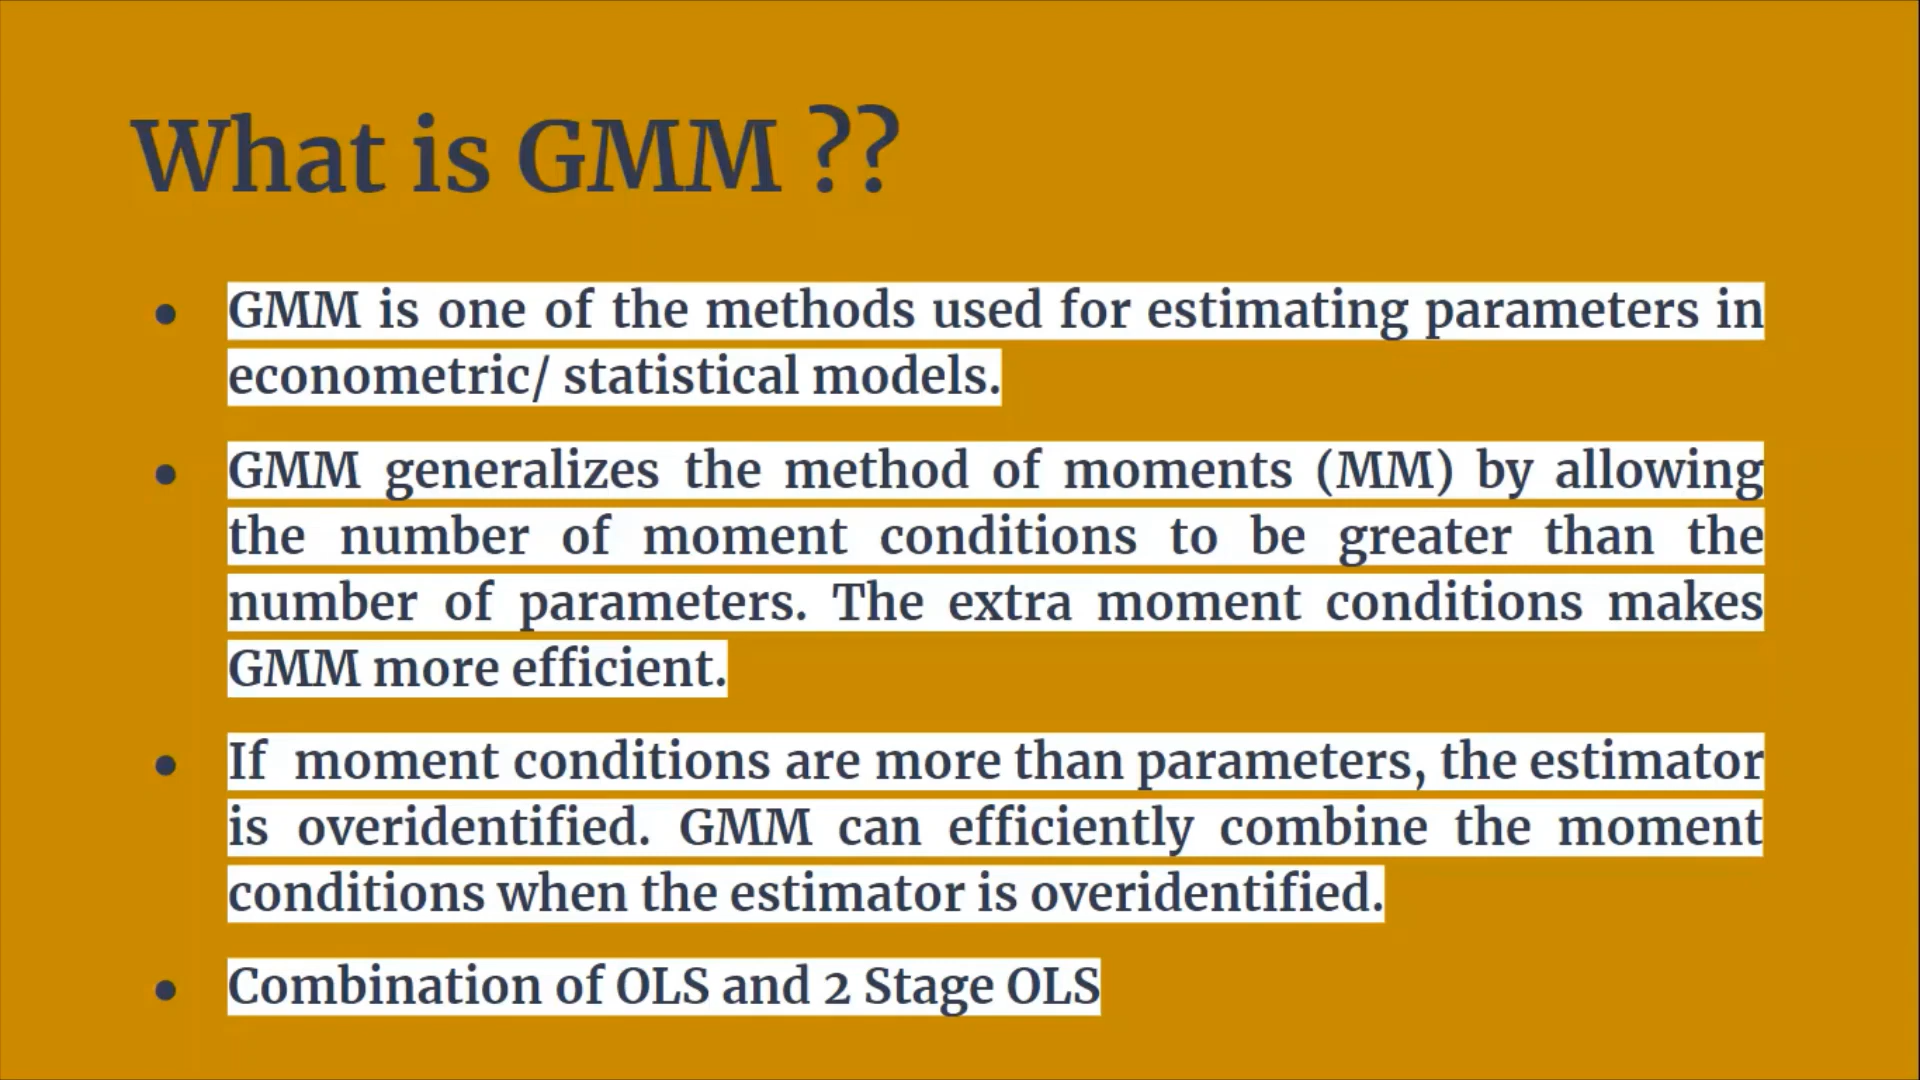 What is GMM ??
• GMM is one of the methods used for estimating parameters in
econometric/ statistical models.
• GMM generalizes the method of moments (MM) by allowing
the number of moment conditions to be greater than the
number of parameters. The extra moment conditions makes
GMM more efficient.
• If moment conditions are more than parameters, the estimator
is overidentified. GMM can efficiently combine the moment
conditions when the estimator is overidentified.
• Combination of OLS and 2 Stage OLS